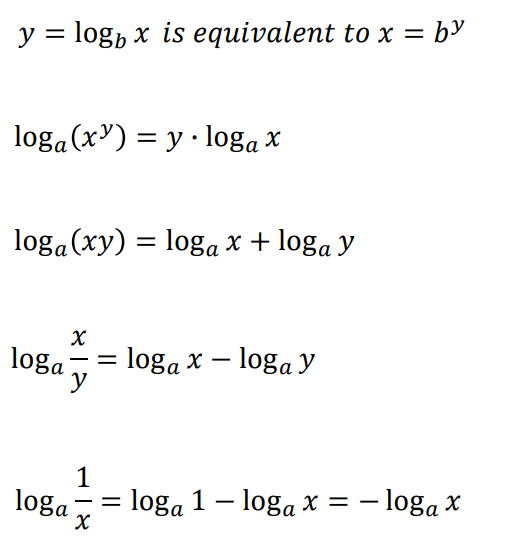 y = log_b x is equivalent to x = b^y
log_a(x^y) = y · log_a x
log_a(xy) = log_a x + log_a y
log_a x/y = log_a x − log_a y
log_a 1/x = log_a 1 − log_a x = − log_a x